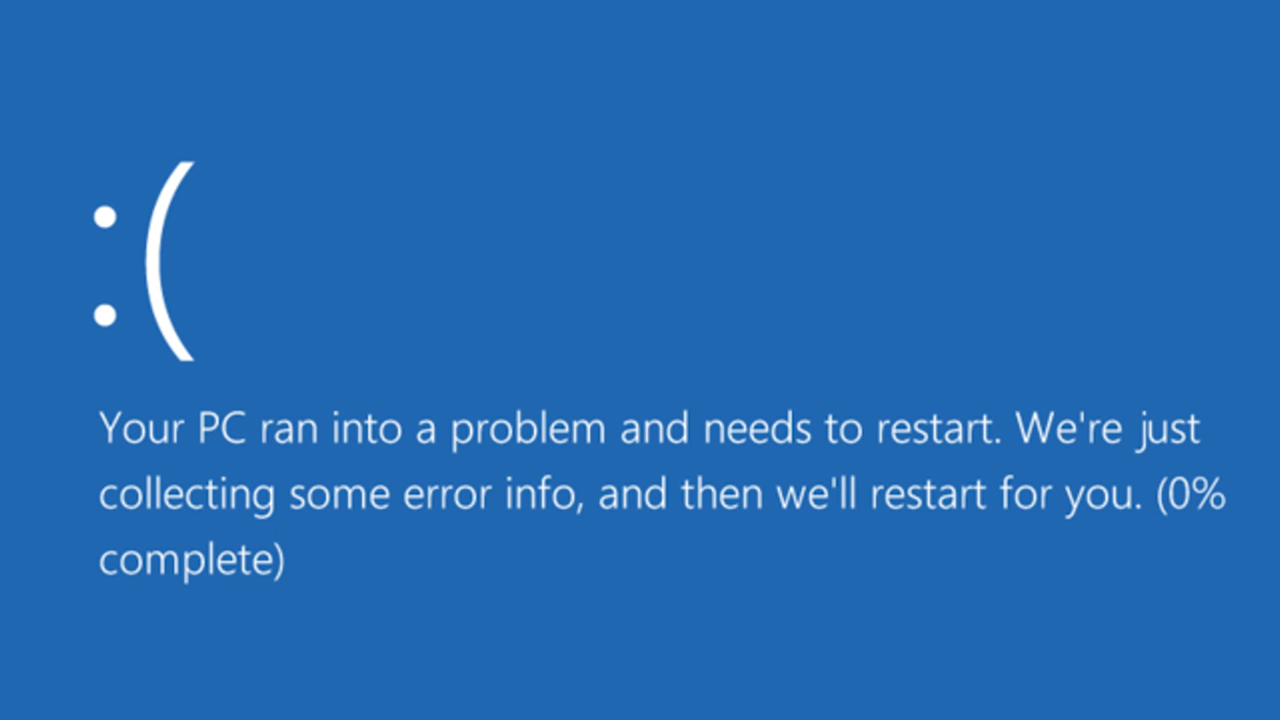 :(
Your PC ran into a problem and needs to restart. We're just
collecting some error info, and then we'll restart for you. (0%
complete)